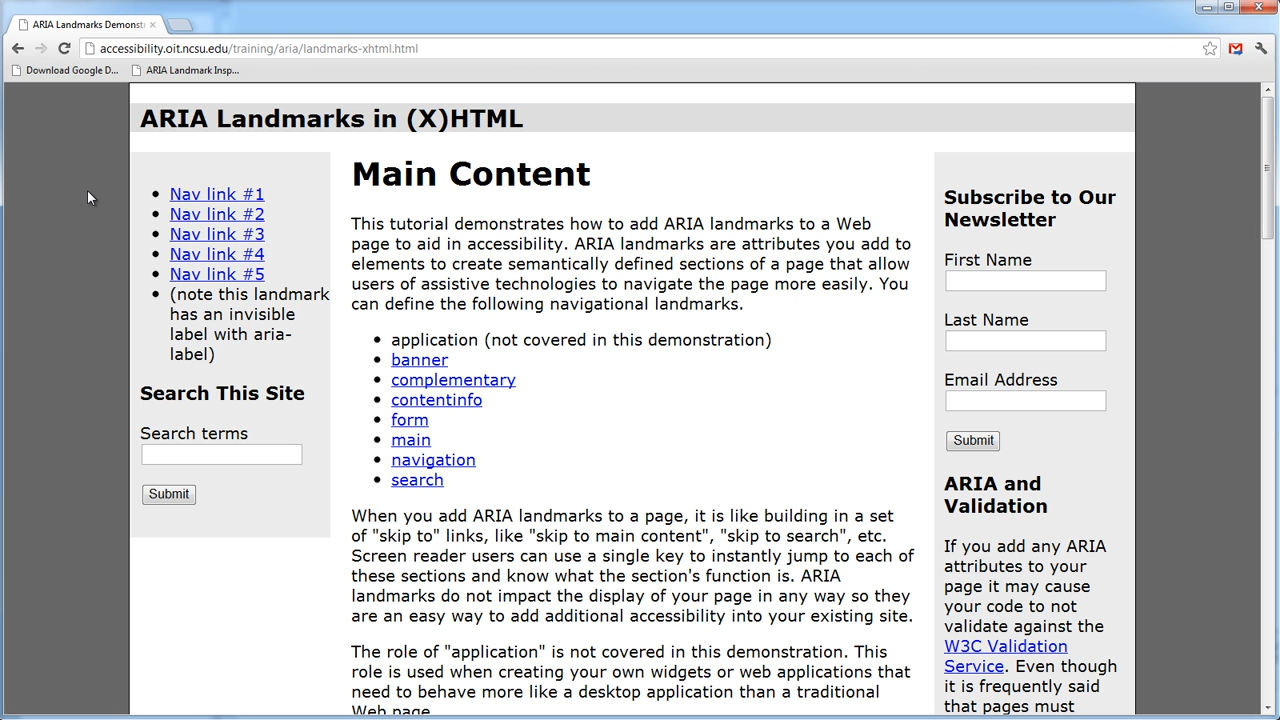 ARIA Landmarks Demonst
accessibility.oit.ncsu.edu/training/aria/landmarks-xhtml.html
Download Google D...
ARIA Landmark Insp...
ARIA Landmarks in (X)HTML
Nav link #1
Nav link #2
Nav link #3
Nav link #4
Nav link #5
(note this landmark
has an invisible
label with aria-
label)
Search This Site
Search terms
Submit
Main Content
This tutorial demonstrates how to add ARIA landmarks to a Web
page to aid in accessibility. ARIA landmarks are attributes you add to
elements to create semantically defined sections of a page that allow
users of assistive technologies to navigate the page more easily. You
can define the following navigational landmarks.
application (not covered in this demonstration)
banner
complementary
contentinfo
form
main
navigation
search
When you add ARIA landmarks to a page, it is like building in a set
of "skip to" links, like "skip to main content", "skip to search", etc.
Screen reader users can use a single key to instantly jump to each of
these sections and know what the section's function is. ARIA
landmarks do not impact the display of your page in any way so they
are an easy way to add additional accessibility into your existing site.
The role of "application" is not covered in this demonstration. This
role is used when creating your own widgets or web applications that
need to behave more like a desktop application than a traditional
Web page.
Subscribe to Our
Newsletter
First Name
Last Name
Email Address
Submit
ARIA and
Validation
If you add any ARIA
attributes to your
page it may cause
your code to not
validate against the
W3C Validation
Service. Even though
it is frequently said
that pages must